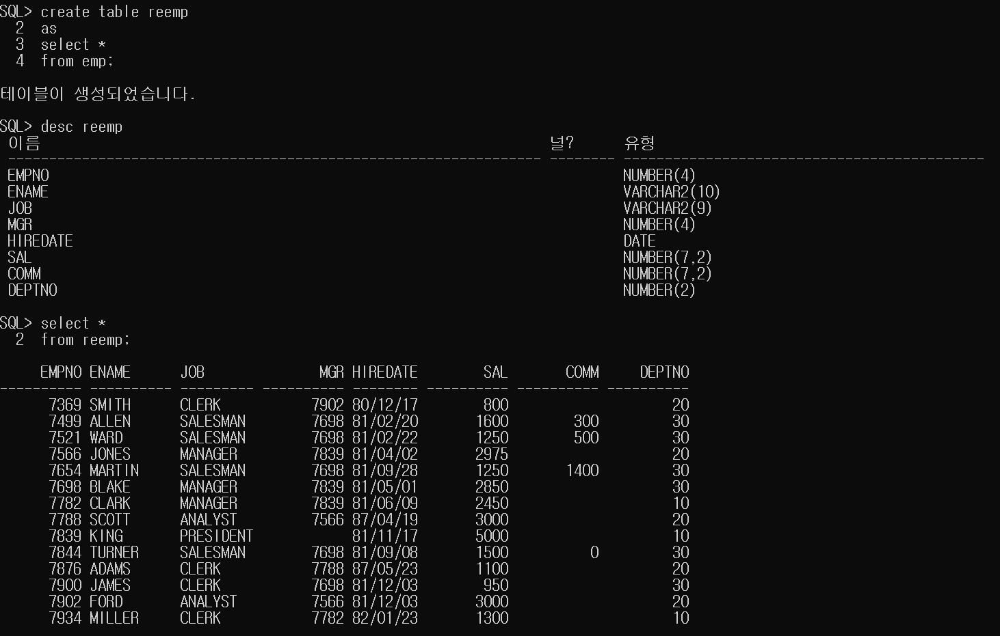 SQL> create table reemp
  2  as
  3  select *
  4  from emp;
테이블이 생성되었습니다.
SQL> desc reemp
 이름                                                              널?      유형
 ----------------------------------------------------------------- -------- --------------------------------------------
 EMPNO                                                                      NUMBER(4)
 ENAME                                                                      VARCHAR2(10)
 JOB                                                                        VARCHAR2(9)
 MGR                                                                        NUMBER(4)
 HIREDATE                                                                   DATE
 SAL                                                                        NUMBER(7,2)
 COMM                                                                       NUMBER(7,2)
 DEPTNO                                                                     NUMBER(2)
SQL> select *
  2  from reemp;
     EMPNO ENAME      JOB              MGR HIREDATE        SAL       COMM     DEPTNO
---------- ---------- --------- ---------- -------- ---------- ---------- ----------
      7369 SMITH      CLERK           7902 80/12/17        800                    20
      7499 ALLEN      SALESMAN        7698 81/02/20       1600        300         30
      7521 WARD       SALESMAN        7698 81/02/22       1250        500         30
      7566 JONES      MANAGER         7839 81/04/02       2975                    20
      7654 MARTIN     SALESMAN        7698 81/09/28       1250       1400         30
      7698 BLAKE      MANAGER         7839 81/05/01       2850                    30
      7782 CLARK      MANAGER         7839 81/06/09       2450                    10
      7788 SCOTT      ANALYST         7566 87/04/19       3000                    20
      7839 KING       PRESIDENT            81/11/17       5000                    10
      7844 TURNER     SALESMAN        7698 81/09/08       1500          0         30
      7876 ADAMS      CLERK           7788 87/05/23       1100                    20
      7900 JAMES      CLERK           7698 81/12/03        950                    30
      7902 FORD       ANALYST         7566 81/12/03       3000                    20
      7934 MILLER     CLERK           7782 82/01/23       1300                    10